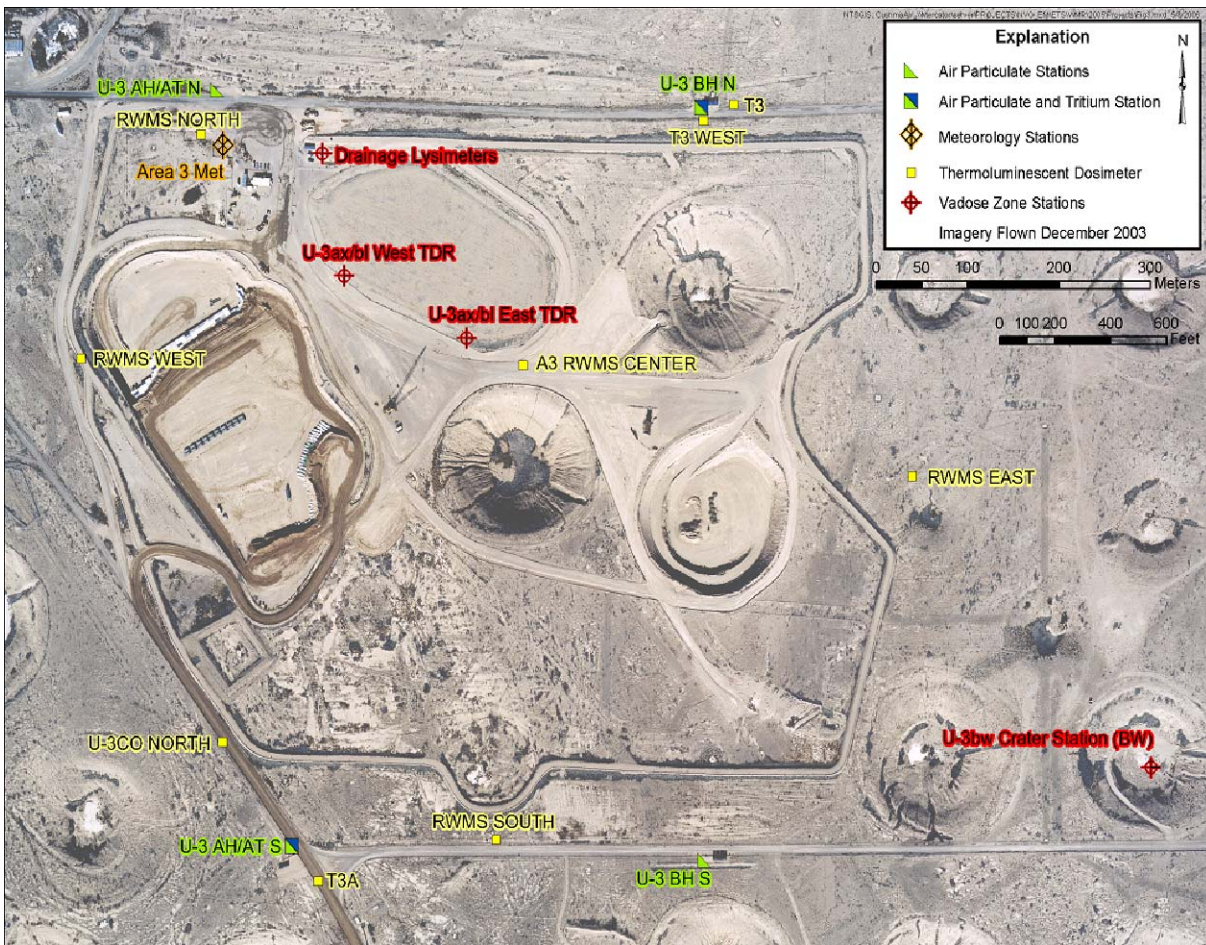 Explanation
N
Air Particulate Stations
Air Particulate and Tritium Station
Meteorology Stations
Thermoluminescent Dosimeter
Vadose Zone Stations
Imagery Flown December 2003
0 50 100 200 300
Meters
0 100 200 400 600
Feet
U-3 AH/AT N
U-3 BH N
T3
RWMS NORTH
T3 WEST
Area 3 Met
Drainage Lysimeters
U-3ax/bl West TDR
U-3ax/bl East TDR
RWMS WEST
A3 RWMS CENTER
RWMS EAST
U-3CO NORTH
U-3bw Crater Station (BW)
RWMS SOUTH
U-3 AH/AT S
T3A
U-3 BH S